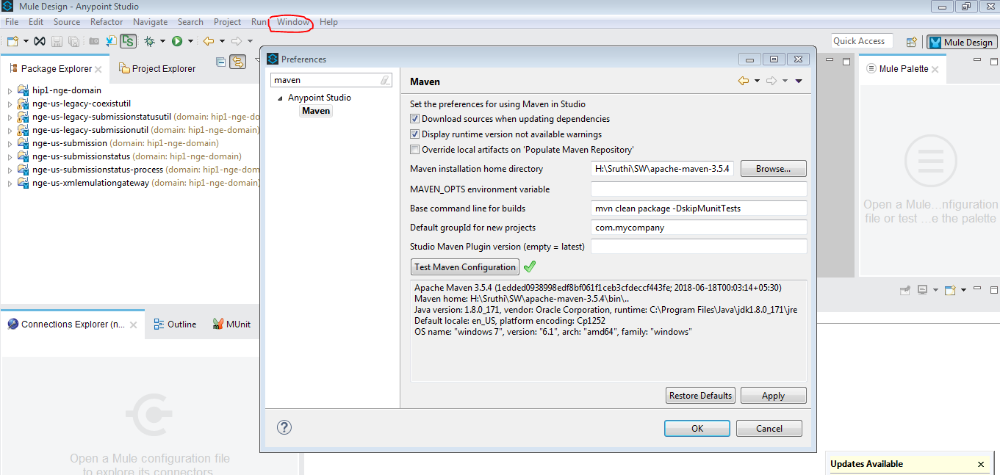 Mule Design - Anypoint Studio
File Edit Source Refactor Navigate Search Project Run Window Help
Quick Access
Mule Design
Package Explorer
Project Explorer
hip1-nge-domain
nge-us-legacy-coexistutil
nge-us-legacy-submissionstatusutil (domain: hip1-nge-do
nge-us-legacy-submissionutil (domain: hip1-nge-domain)
nge-us-submission (domain: hip1-nge-domain)
nge-us-submissionstatus (domain: hip1-nge-domain)
nge-us-submissionstatus-process (domain: hip1-nge-dom
nge-us-xmlemulationgateway (domain: hip1-nge-domain)
Connections Explorer (n...
Outline
MUnit
Open a Mule configuration file
to explore its connectors
Preferences
maven
Anypoint Studio
Maven
Maven
Set the preferences for using Maven in Studio
Download sources when updating dependencies
Display runtime version not available warnings
Override local artifacts on 'Populate Maven Repository'
Maven installation home directory
H:\Sruthi\SW\apache-maven-3.5.4
Browse...
MAVEN_OPTS environment variable
Base command line for builds
mvn clean package -DskipMunitTests
Default groupId for new projects
com.mycompany
Studio Maven Plugin version (empty = latest)
Test Maven Configuration
Apache Maven 3.5.4 (1edded0938998edf8bf061f1ceb3cfdeccf443fe; 2018-06-18T00:03:14+05:30)
Maven home: H:\Sruthi\SW\apache-maven-3.5.4\bin\..
Java version: 1.8.0_171, vendor: Oracle Corporation, runtime: C:\Program Files\Java\jdk1.8.0_171\jre
Default locale: en_US, platform encoding: Cp1252
OS name: "windows 7", version: "6.1", arch: "amd64", family: "windows"
Restore Defaults
Apply
?
OK
Cancel
Mule Palette
Open a Mule...nfiguration
file or test ...e the palette
Updates Available